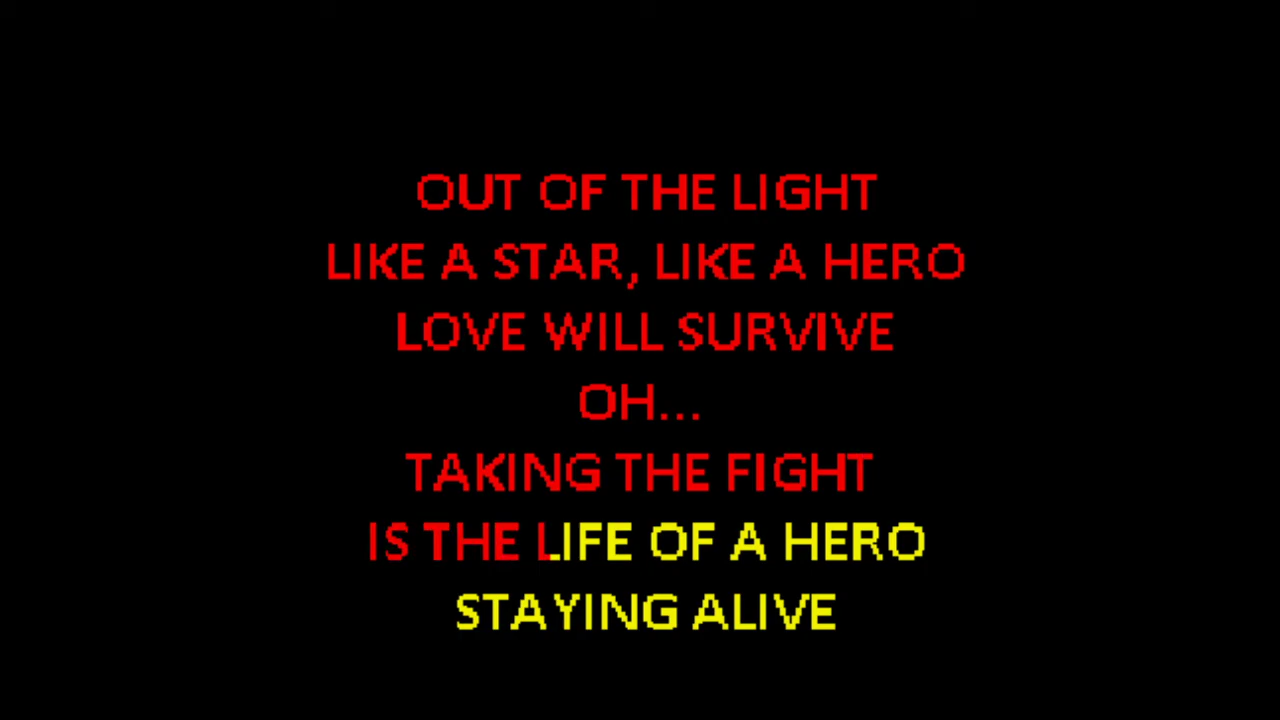 OUT OF THE LIGHT
LIKE A STAR, LIKE A HERO
LOVE WILL SURVIVE
OH...
TAKING THE FIGHT
IS THE LIFE OF A HERO
STAYING ALIVE